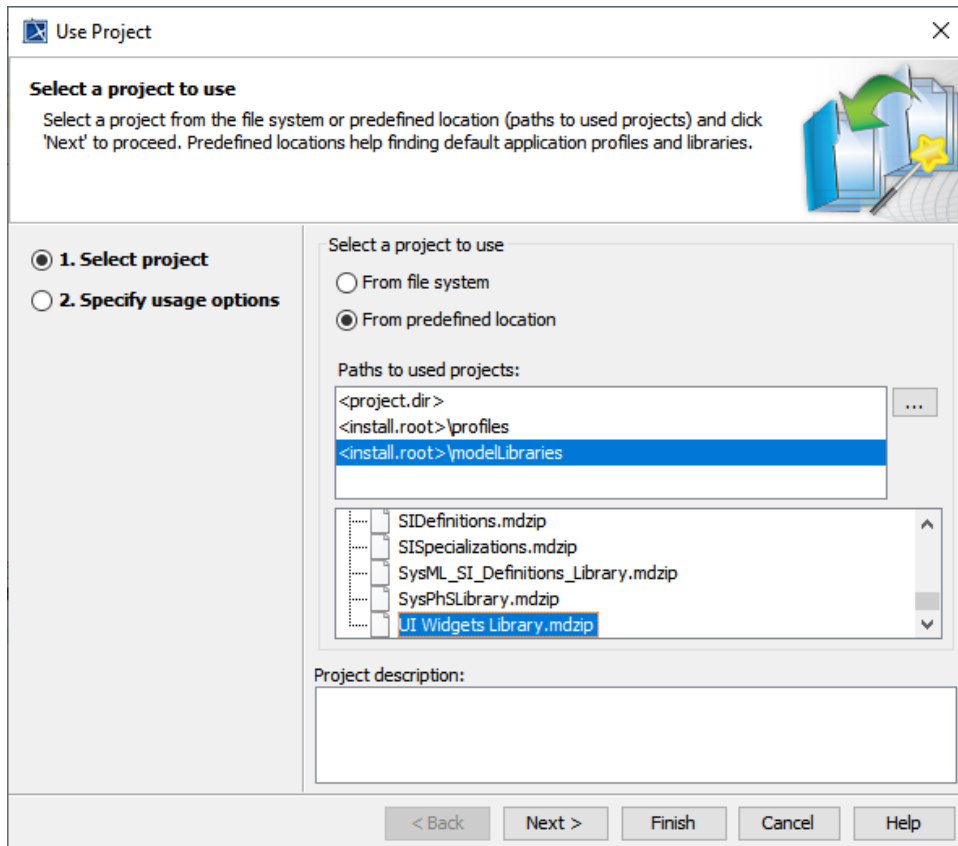 Use Project
Select a project to use
Select a project from the file system or predefined location (paths to used projects) and click
'Next' to proceed. Predefined locations help finding default application profiles and libraries.
1. Select project
2. Specify usage options
Select a project to use
From file system
From predefined location
Paths to used projects:
<project.dir>
...
<install.root>\profiles
<install.root>\modelLibraries
SIDefinitions.mdzip
SISpecializations.mdzip
SysML_SI_Definitions_Library.mdzip
SysPhSLibrary.mdzip
UI Widgets Library.mdzip
Project description:
< Back
Next >
Finish
Cancel
Help